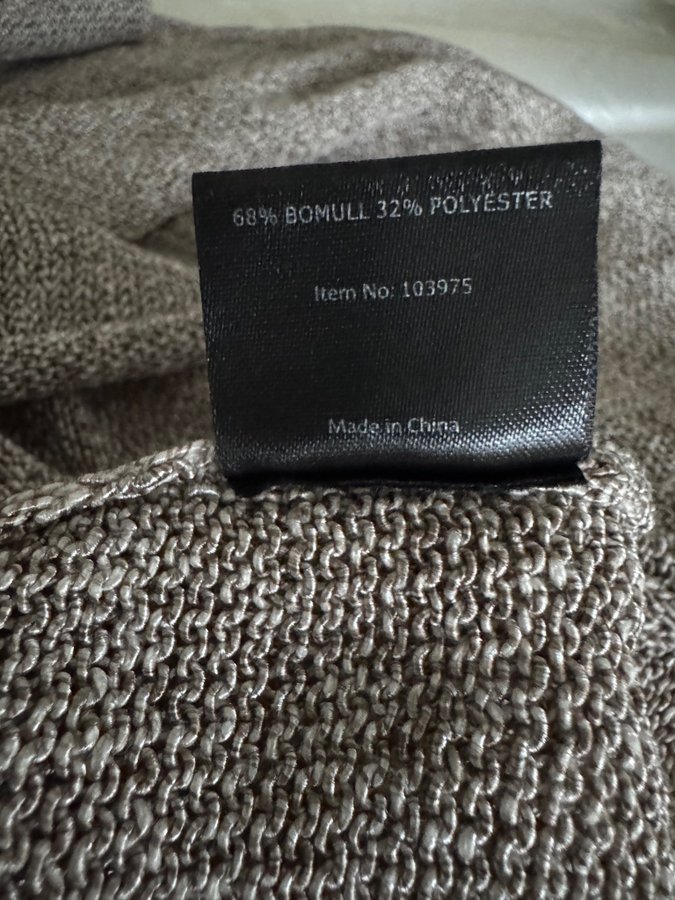 68% BOMULL 32% POLYESTER
Item No: 103975
Made in China